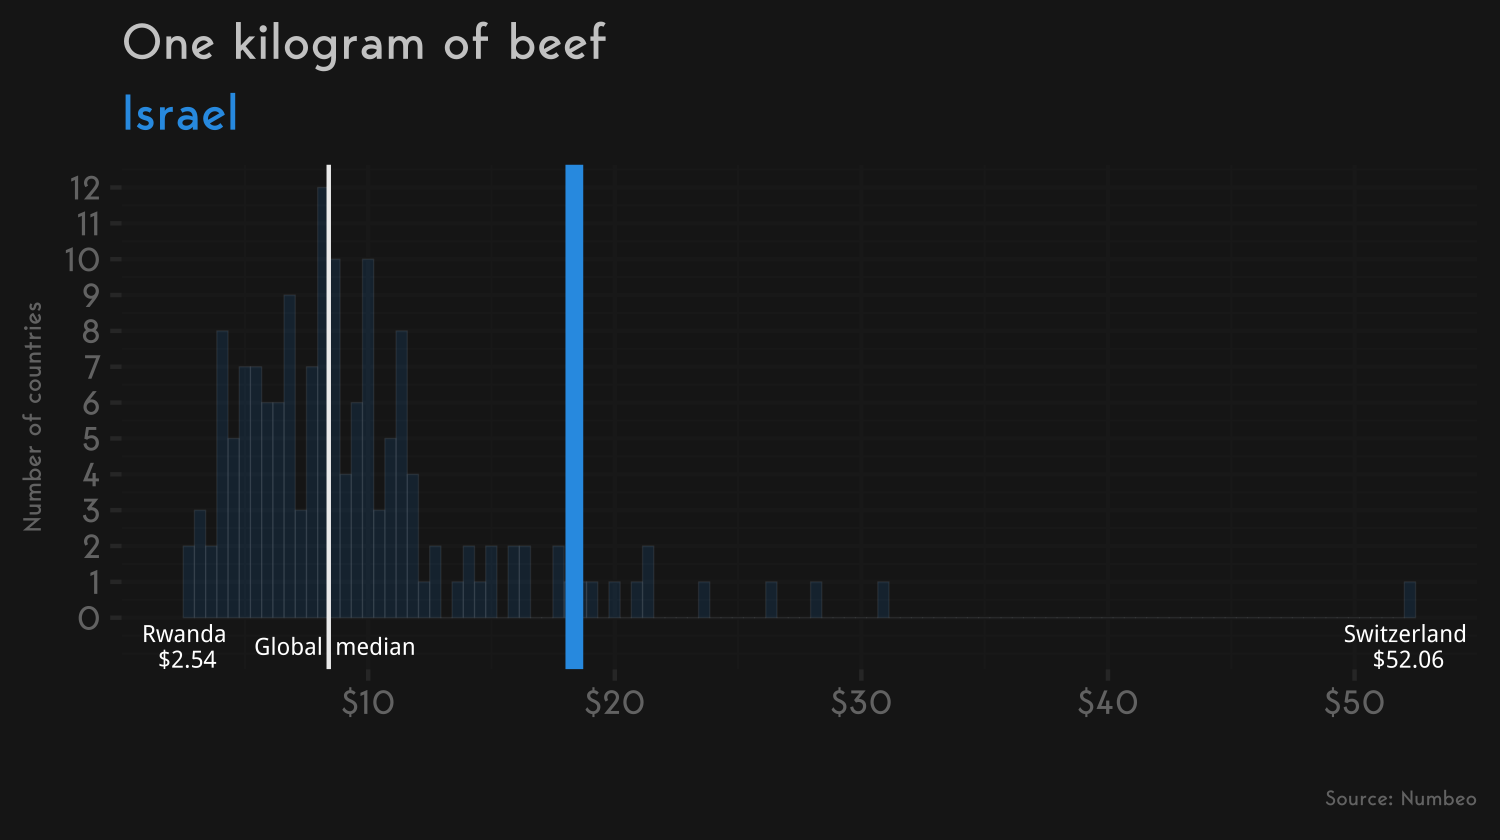 One kilogram of beef
Israel
Number of countries
12
11
10
9
8
7
6
5
4
3
2
1
0
Rwanda
$2.54
Global median
Switzerland
$52.06
$10 $20 $30 $40 $50
Source: Numbeo